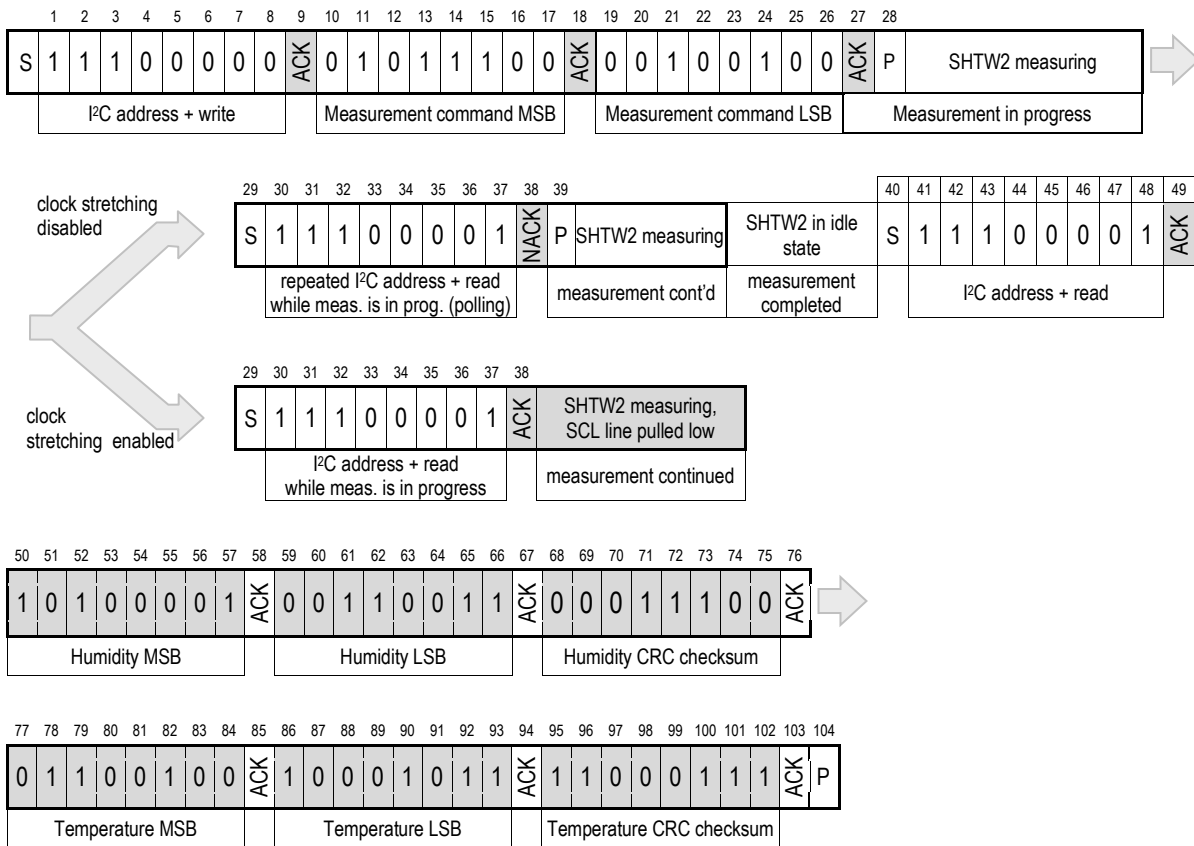 1 2 3 4 5 6 7 8 9 10 11 12 13 14 15 16 17 18 19 20 21 22 23 24 25 26 27 28
S 1 1 1 0 0 0 0 0 ACK 0 1 0 1 1 1 0 0 ACK 0 0 1 0 0 1 0 0 ACK P SHTW2 measuring
I²C address + write Measurement command MSB Measurement command LSB Measurement in progress
clock stretching
disabled
29 30 31 32 33 34 35 36 37 38 39 40 41 42 43 44 45 46 47 48 49
S 1 1 1 0 0 0 0 1 NACK P SHTW2 measuring SHTW2 in idle state S 1 1 1 0 0 0 0 1 ACK
repeated I²C address + read
while meas. is in prog. (polling)
measurement cont'd
measurement
completed
I²C address + read
clock
stretching enabled
29 30 31 32 33 34 35 36 37 38
S 1 1 1 0 0 0 0 1 ACK SHTW2 measuring,
SCL line pulled low
I²C address + read
while meas. is in progress
measurement continued
50 51 52 53 54 55 56 57 58 59 60 61 62 63 64 65 66 67 68 69 70 71 72 73 74 75 76
1 0 1 0 0 0 0 1 ACK 0 0 1 1 0 0 1 1 ACK 0 0 0 1 1 1 0 0 ACK
Humidity MSB Humidity LSB Humidity CRC checksum
77 78 79 80 81 82 83 84 85 86 87 88 89 90 91 92 93 94 95 96 97 98 99 100 101 102 103 104
0 1 1 0 0 1 0 0 ACK 1 0 0 0 1 0 1 1 ACK 1 1 0 0 0 1 1 1 ACK P
Temperature MSB Temperature LSB Temperature CRC checksum